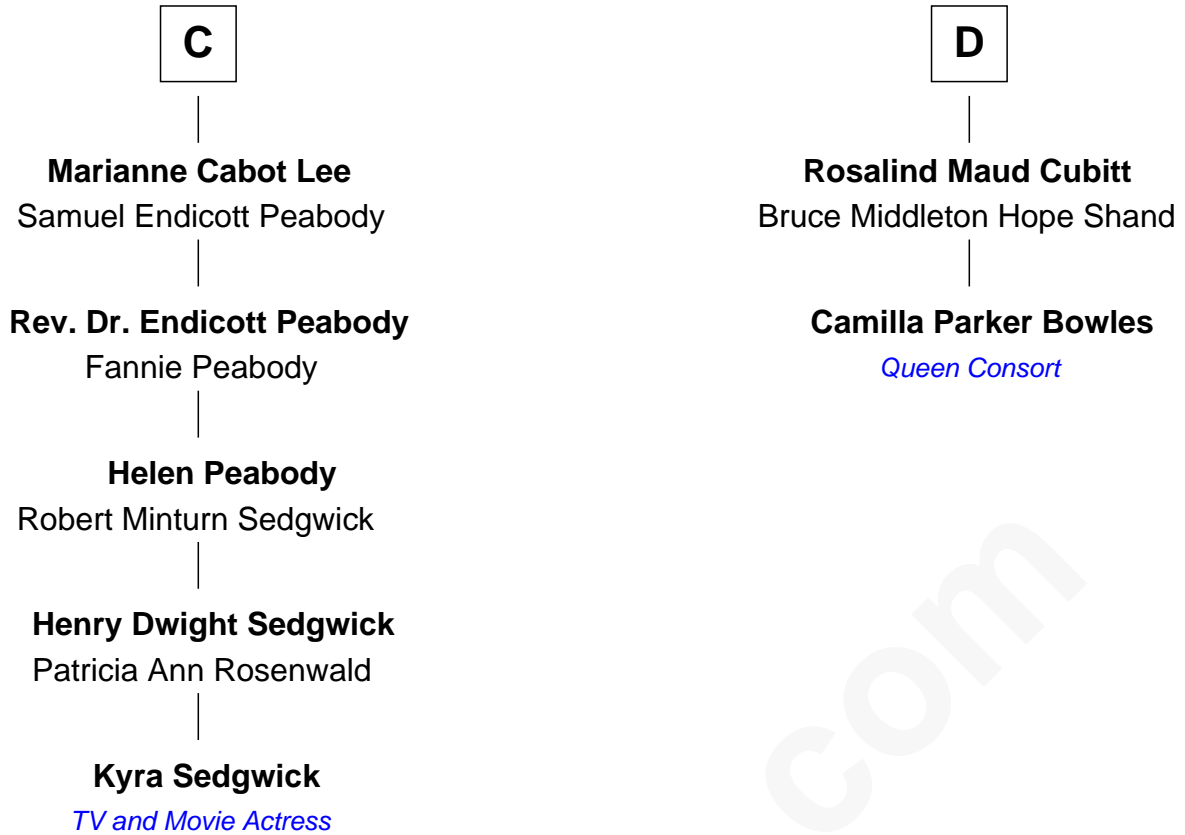 C
Marianne Cabot Lee
Samuel Endicott Peabody
Rev. Dr. Endicott Peabody
Fannie Peabody
Helen Peabody
Robert Minturn Sedgwick
Henry Dwight Sedgwick
Patricia Ann Rosenwald
Kyra Sedgwick
TV and Movie Actress
D
Rosalind Maud Cubitt
Bruce Middleton Hope Shand
Camilla Parker Bowles
Queen Consort
com